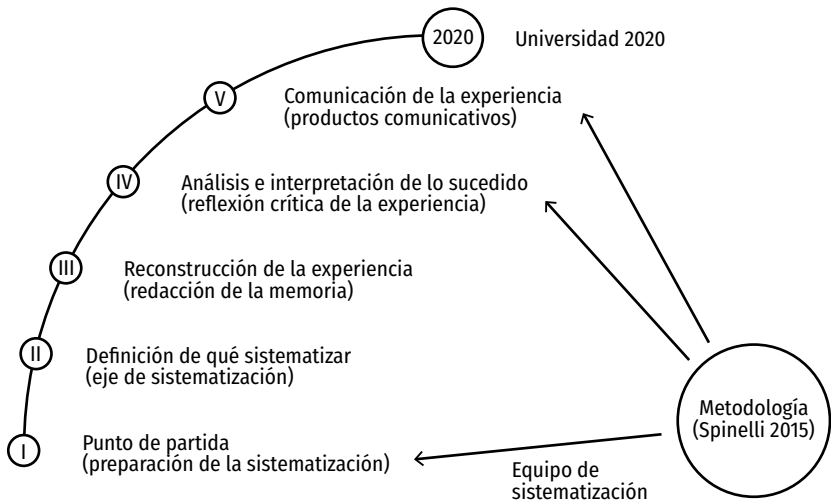 2020
Universidad 2020
V
Comunicación de la experiencia
(productos comunicativos)
IV
Análisis e interpretación de lo sucedido
(reflexión crítica de la experiencia)
III
Reconstrucción de la experiencia
(redacción de la memoria)
II
Definición de qué sistematizar
(eje de sistematización)
I
Punto de partida
(preparación de la sistematización)
Metodología
(Spinelli 2015)
Equipo de
sistematización